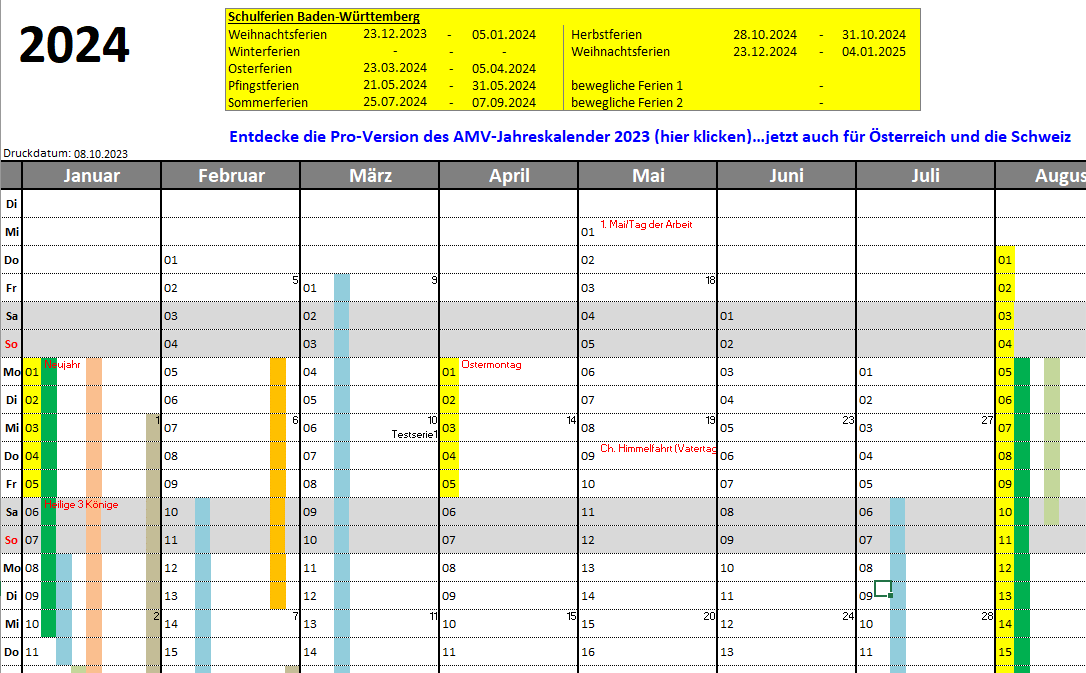 2024
Schulferien Baden-Württemberg
Weihnachtsferien 23.12.2023 - 05.01.2024 Herbstferien 28.10.2024 - 31.10.2024
Winterferien - - - Weihnachtsferien 23.12.2024 - 04.01.2025
Osterferien 23.03.2024 - 05.04.2024
Pfingstferien 21.05.2024 - 31.05.2024 bewegliche Ferien 1 -
Sommerferien 25.07.2024 - 07.09.2024 bewegliche Ferien 2 -
Entdecke die Pro-Version des AMV-Jahreskalender 2023 (hier klicken)...jetzt auch für Österreich und die Schweiz
Druckdatum: 08.10.2023
Januar Februar März April Mai Juni Juli Augus
Di
Mi 01 1. Mai/Tag der Arbeit
Do 01 02 01
Fr 02 5 01 9 03 18 02
Sa 03 02 04 01 03
So 04 03 05 02 04
Mo 01 Neujahr 05 04 01 Ostermontag 06 03 01 05
Di 02 06 05 02 07 04 02 06
Mi 03 1 07 6 06 10 Testserie1 03 14 08 19 05 23 03 27 07
Do 04 08 07 04 09 Ch. Himmelfahrt (Vatertag 06 04 08
Fr 05 09 08 05 10 07 05 09
Sa 06 Heilige 3 Könige 10 09 06 11 08 06 10
So 07 11 10 07 12 09 07 11
Mo 08 12 11 08 13 10 08 12
Di 09 13 12 09 14 11 09 13
Mi 10 2 14 7 13 11 10 15 15 20 12 24 10 28 14
Do 11 15 14 11 16 13 11 15